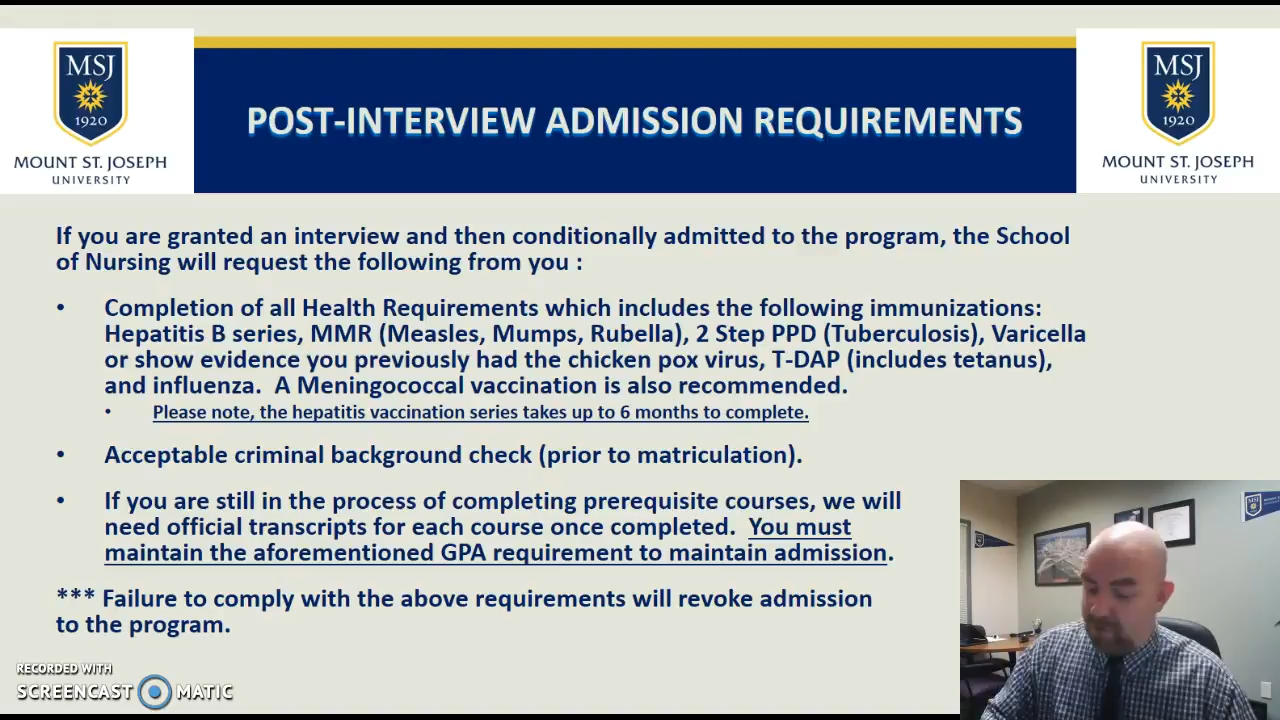 MSJ
1920
MOUNT ST. JOSEPH
UNIVERSITY
POST-INTERVIEW ADMISSION REQUIREMENTS
MSJ
1920
MOUNT ST. JOSEPH
UNIVERSITY
If you are granted an interview and then conditionally admitted to the program, the School
of Nursing will request the following from you :
• Completion of all Health Requirements which includes the following immunizations:
Hepatitis B series, MMR (Measles, Mumps, Rubella), 2 Step PPD (Tuberculosis), Varicella
or show evidence you previously had the chicken pox virus, T-DAP (includes tetanus),
and influenza. A Meningococcal vaccination is also recommended.
• Please note, the hepatitis vaccination series takes up to 6 months to complete.
• Acceptable criminal background check (prior to matriculation).
• If you are still in the process of completing prerequisite courses, we will
need official transcripts for each course once completed. You must
maintain the aforementioned GPA requirement to maintain admission.
*** Failure to comply with the above requirements will revoke admission
to the program.
RECORDED WITH
SCREENCAST MATIC